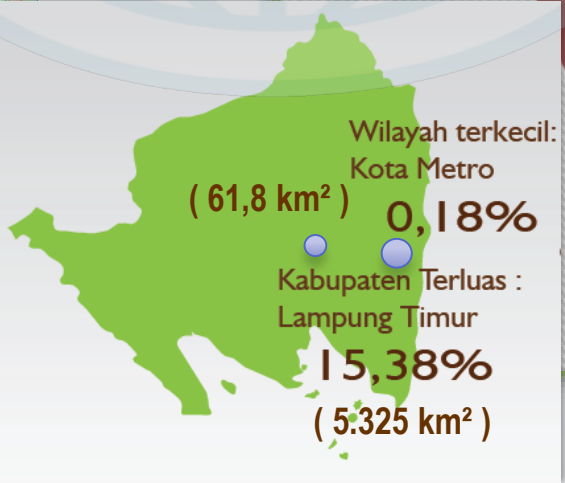 Wilayah terkecil:
Kota Metro
( 61,8 km² )
0,18%
Kabupaten Terluas :
Lampung Timur
15,38%
( 5.325 km² )